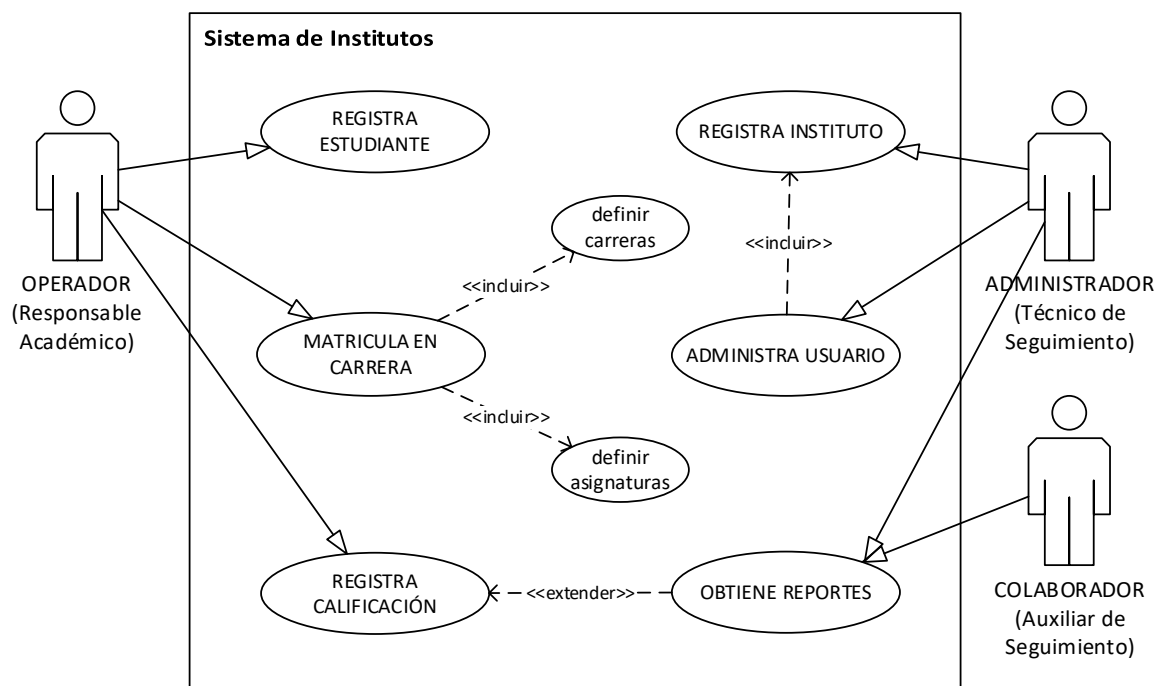 Sistema de Institutos
REGISTRA
ESTUDIANTE
REGISTRA INSTITUTO
definir
carreras
<<incluir>>
<<incluir>>
OPERADOR
(Responsable
Académico)
ADMINISTRADOR
(Técnico de
Seguimiento)
MATRICULA EN
CARRERA
ADMINISTRA USUARIO
<<incluir>>
definir
asignaturas
REGISTRA
CALIFICACIÓN
<<extender>>
OBTIENE REPORTES
COLABORADOR
(Auxiliar de
Seguimiento)